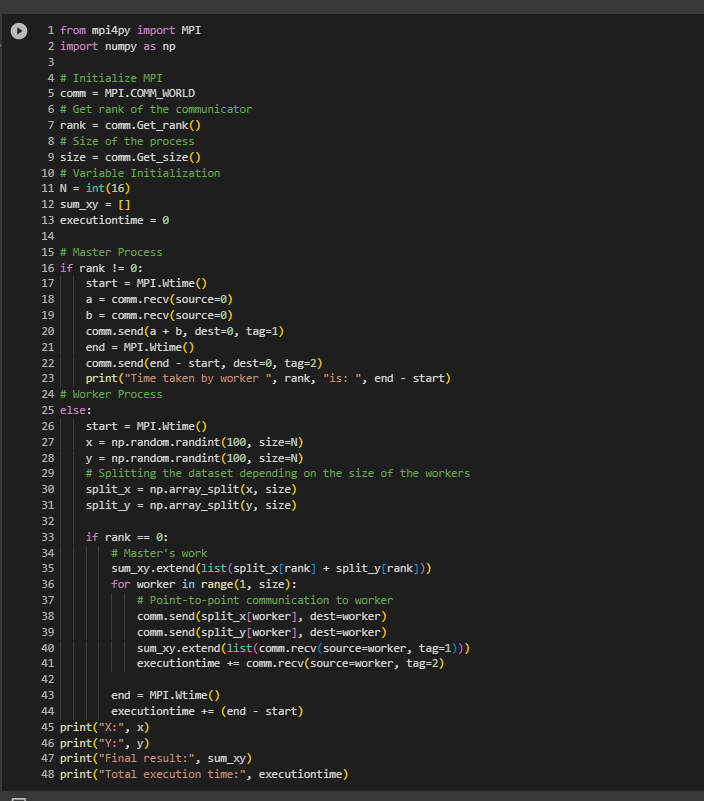 1 from mpi4py import MPI
2 import numpy as np
3
4 # Initialize MPI
5 comm = MPI.COMM_WORLD
6 # Get rank of the communicator
7 rank = comm.Get_rank()
8 # Size of the process
9 size = comm.Get_size()
10 # Variable Initialization
11 N = int(16)
12 sum_xy = []
13 executiontime = 0
14
15 # Master Process
16 if rank != 0:
17     start = MPI.Wtime()
18     a = comm.recv(source=0)
19     b = comm.recv(source=0)
20     comm.send(a + b, dest=0, tag=1)
21     end = MPI.Wtime()
22     comm.send(end - start, dest=0, tag=2)
23     print("Time taken by worker ", rank, "is: ", end - start)
24 # Worker Process
25 else:
26     start = MPI.Wtime()
27     x = np.random.randint(100, size=N)
28     y = np.random.randint(100, size=N)
29     # Splitting the dataset depending on the size of the workers
30     split_x = np.array_split(x, size)
31     split_y = np.array_split(y, size)
32
33     if rank == 0:
34         # Master's work
35         sum_xy.extend(list(split_x[rank] + split_y[rank]))
36         for worker in range(1, size):
37             # Point-to-point communication to worker
38             comm.send(split_x[worker], dest=worker)
39             comm.send(split_y[worker], dest=worker)
40             sum_xy.extend(list(comm.recv(source=worker, tag=1)))
41             executiontime += comm.recv(source=worker, tag=2)
42
43         end = MPI.Wtime()
44         executiontime += (end - start)
45 print("X:", x)
46 print("Y:", y)
47 print("Final result:", sum_xy)
48 print("Total execution time:", executiontime)